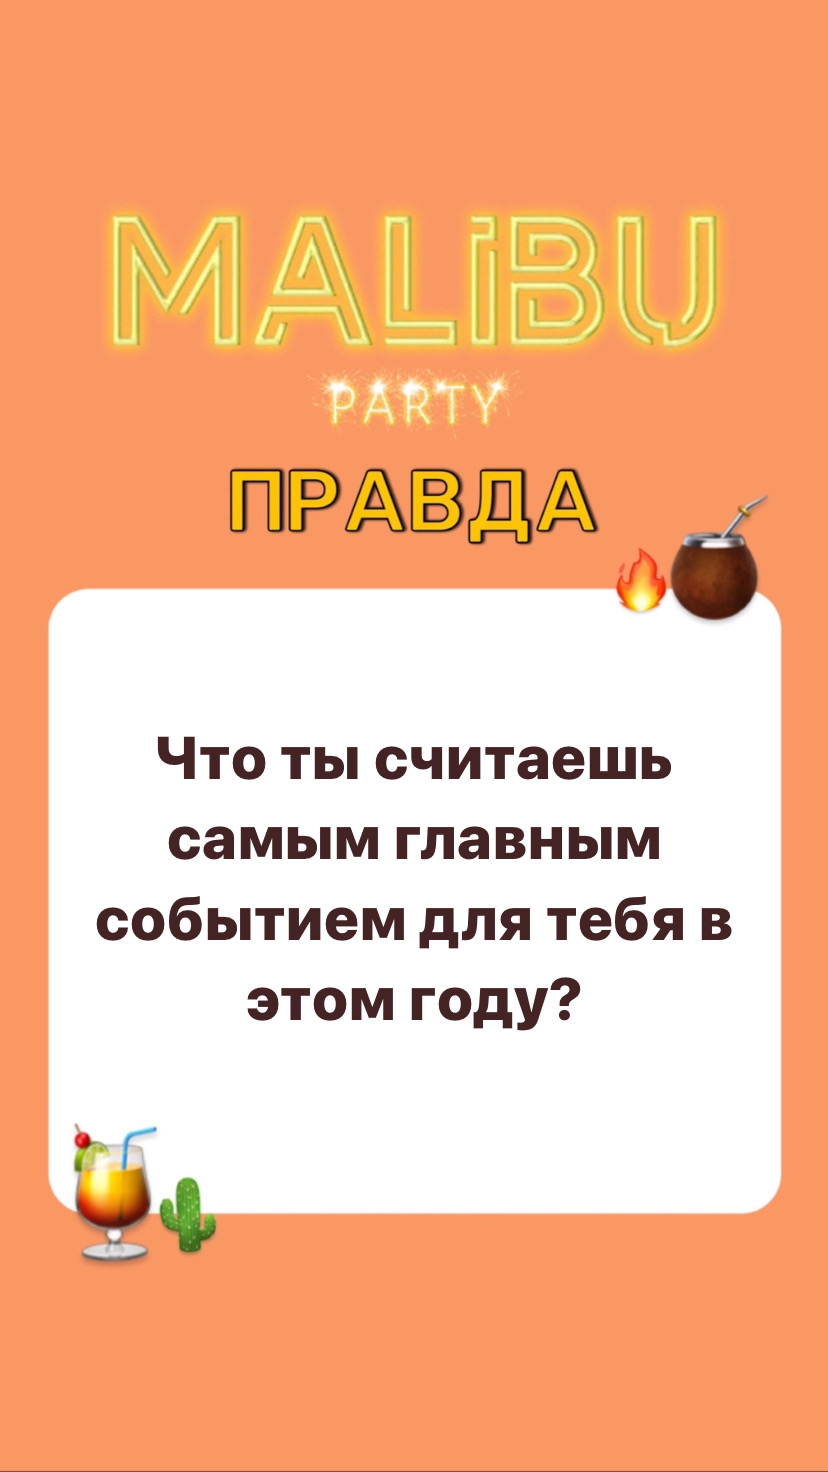 MALiBU
PARTY
ПРАВДА
Что ты считаешь
самым главным
событием для тебя в
этом году?